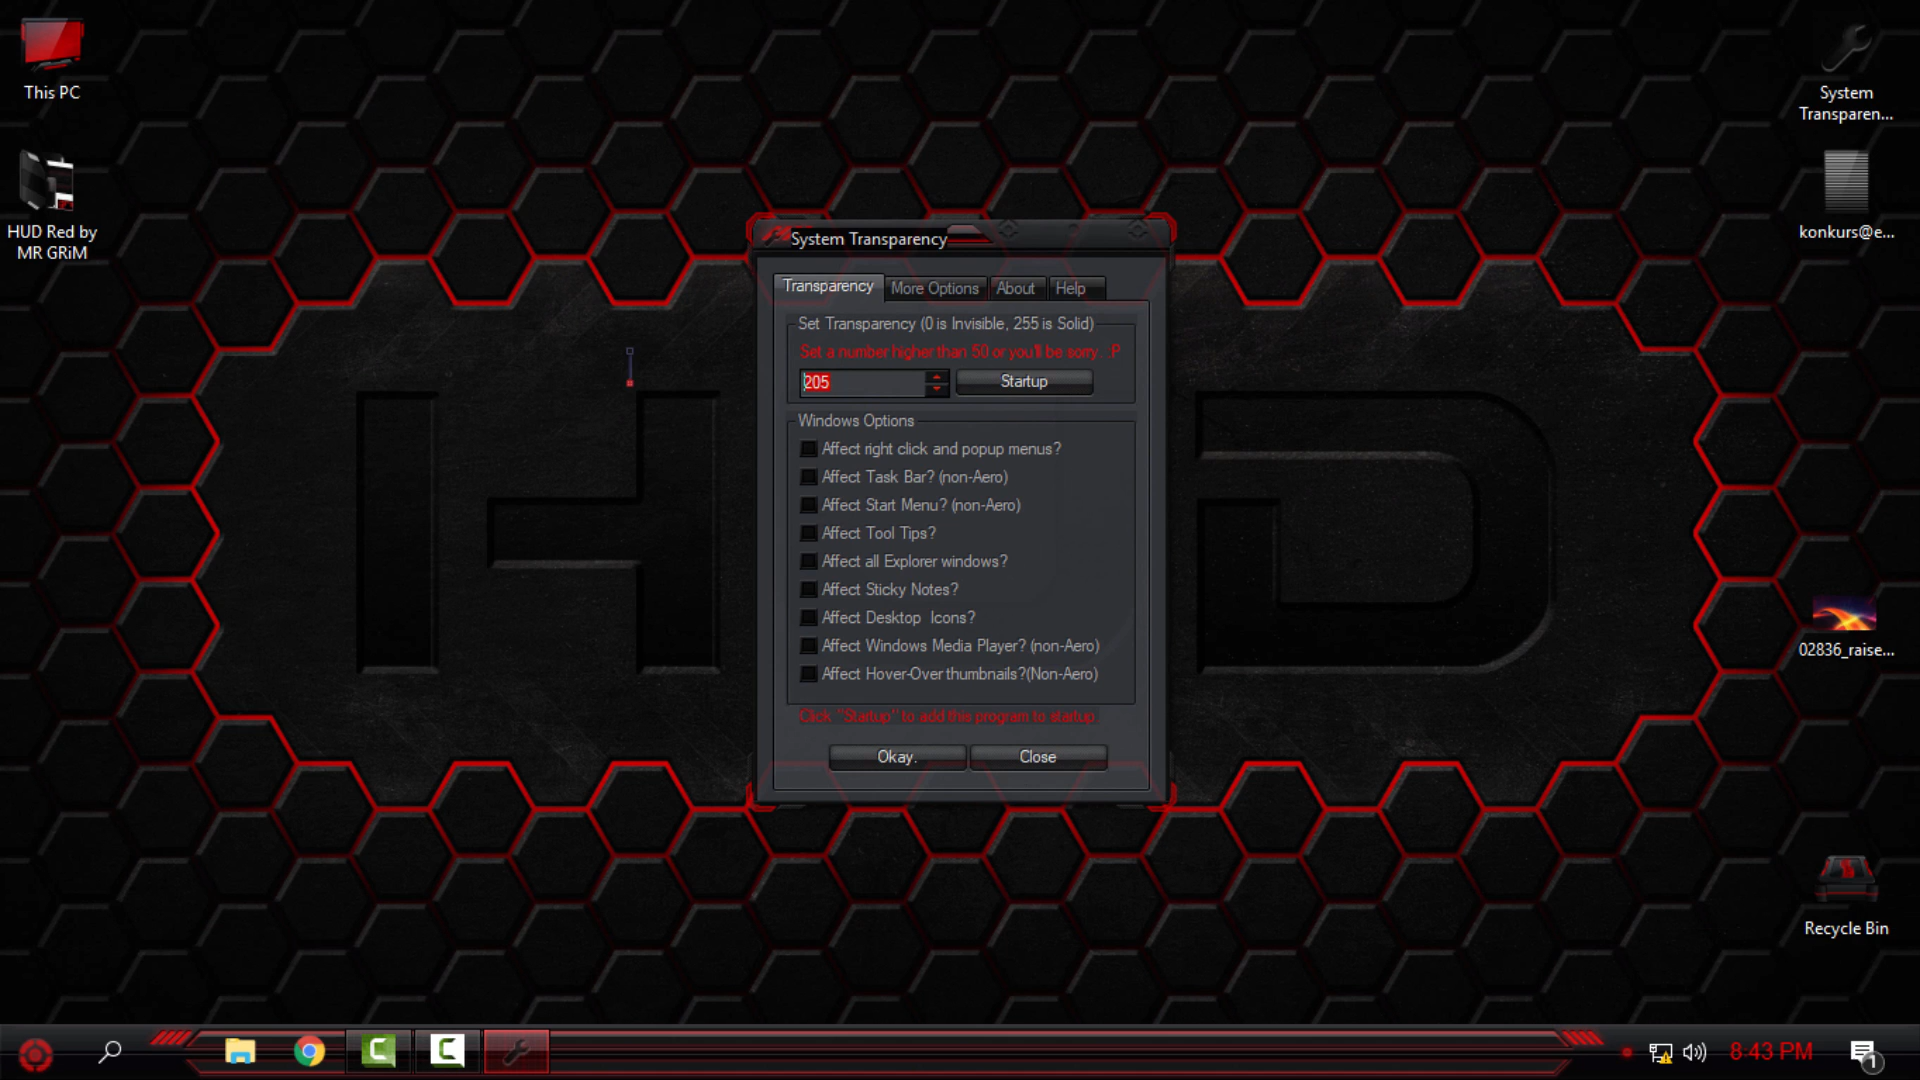 This PC
HUD Red by
MR GRiM
System
Transparen...
konkurs@e...
02836_raise...
Recycle Bin
System Transparency
Transparency
More Options
About
Help
Set Transparency (0 is Invisible, 255 is Solid)
Set a number higher than 50 or you'll be sorry. :P
205
Startup
Windows Options
Affect right click and popup menus?
Affect Task Bar? (non-Aero)
Affect Start Menu? (non-Aero)
Affect Tool Tips?
Affect all Explorer windows?
Affect Sticky Notes?
Affect Desktop Icons?
Affect Windows Media Player? (non-Aero)
Affect Hover-Over thumbnails?(Non-Aero)
Click "Startup" to add this program to startup
Okay.
Close
HUD
8:43 PM
1